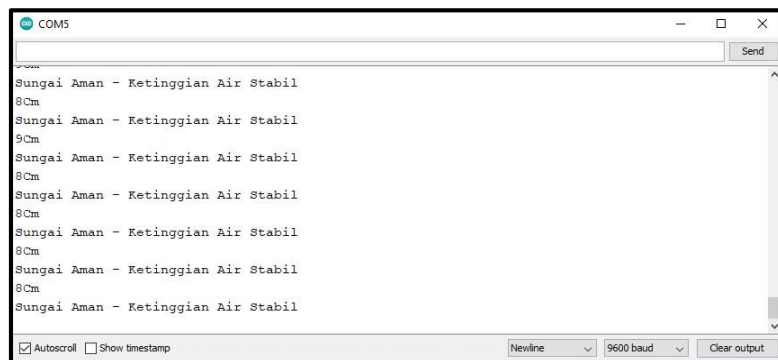 COM5
Send
Sungai Aman - Ketinggian Air Stabil
8Cm
Sungai Aman - Ketinggian Air Stabil
9Cm
Sungai Aman - Ketinggian Air Stabil
8Cm
Sungai Aman - Ketinggian Air Stabil
8Cm
Sungai Aman - Ketinggian Air Stabil
8Cm
Sungai Aman - Ketinggian Air Stabil
8Cm
Sungai Aman - Ketinggian Air Stabil
Autoscroll Show timestamp Newline 9600 baud Clear output